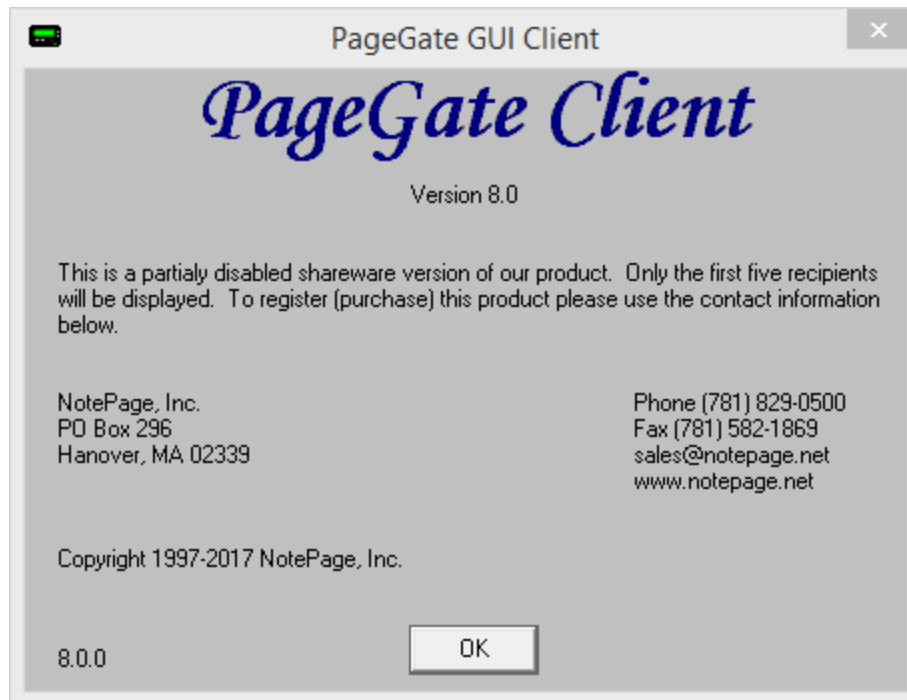 PageGate GUI Client
PageGate Client
Version 8.0
This is a partialy disabled shareware version of our product.  Only the first five recipients
will be displayed.  To register (purchase) this product please use the contact information
below.
NotePage, Inc.
PO Box 296
Hanover, MA 02339
Phone (781) 829-0500
Fax (781) 582-1869
sales@notepage.net
www.notepage.net
Copyright 1997-2017 NotePage, Inc.
8.0.0
OK